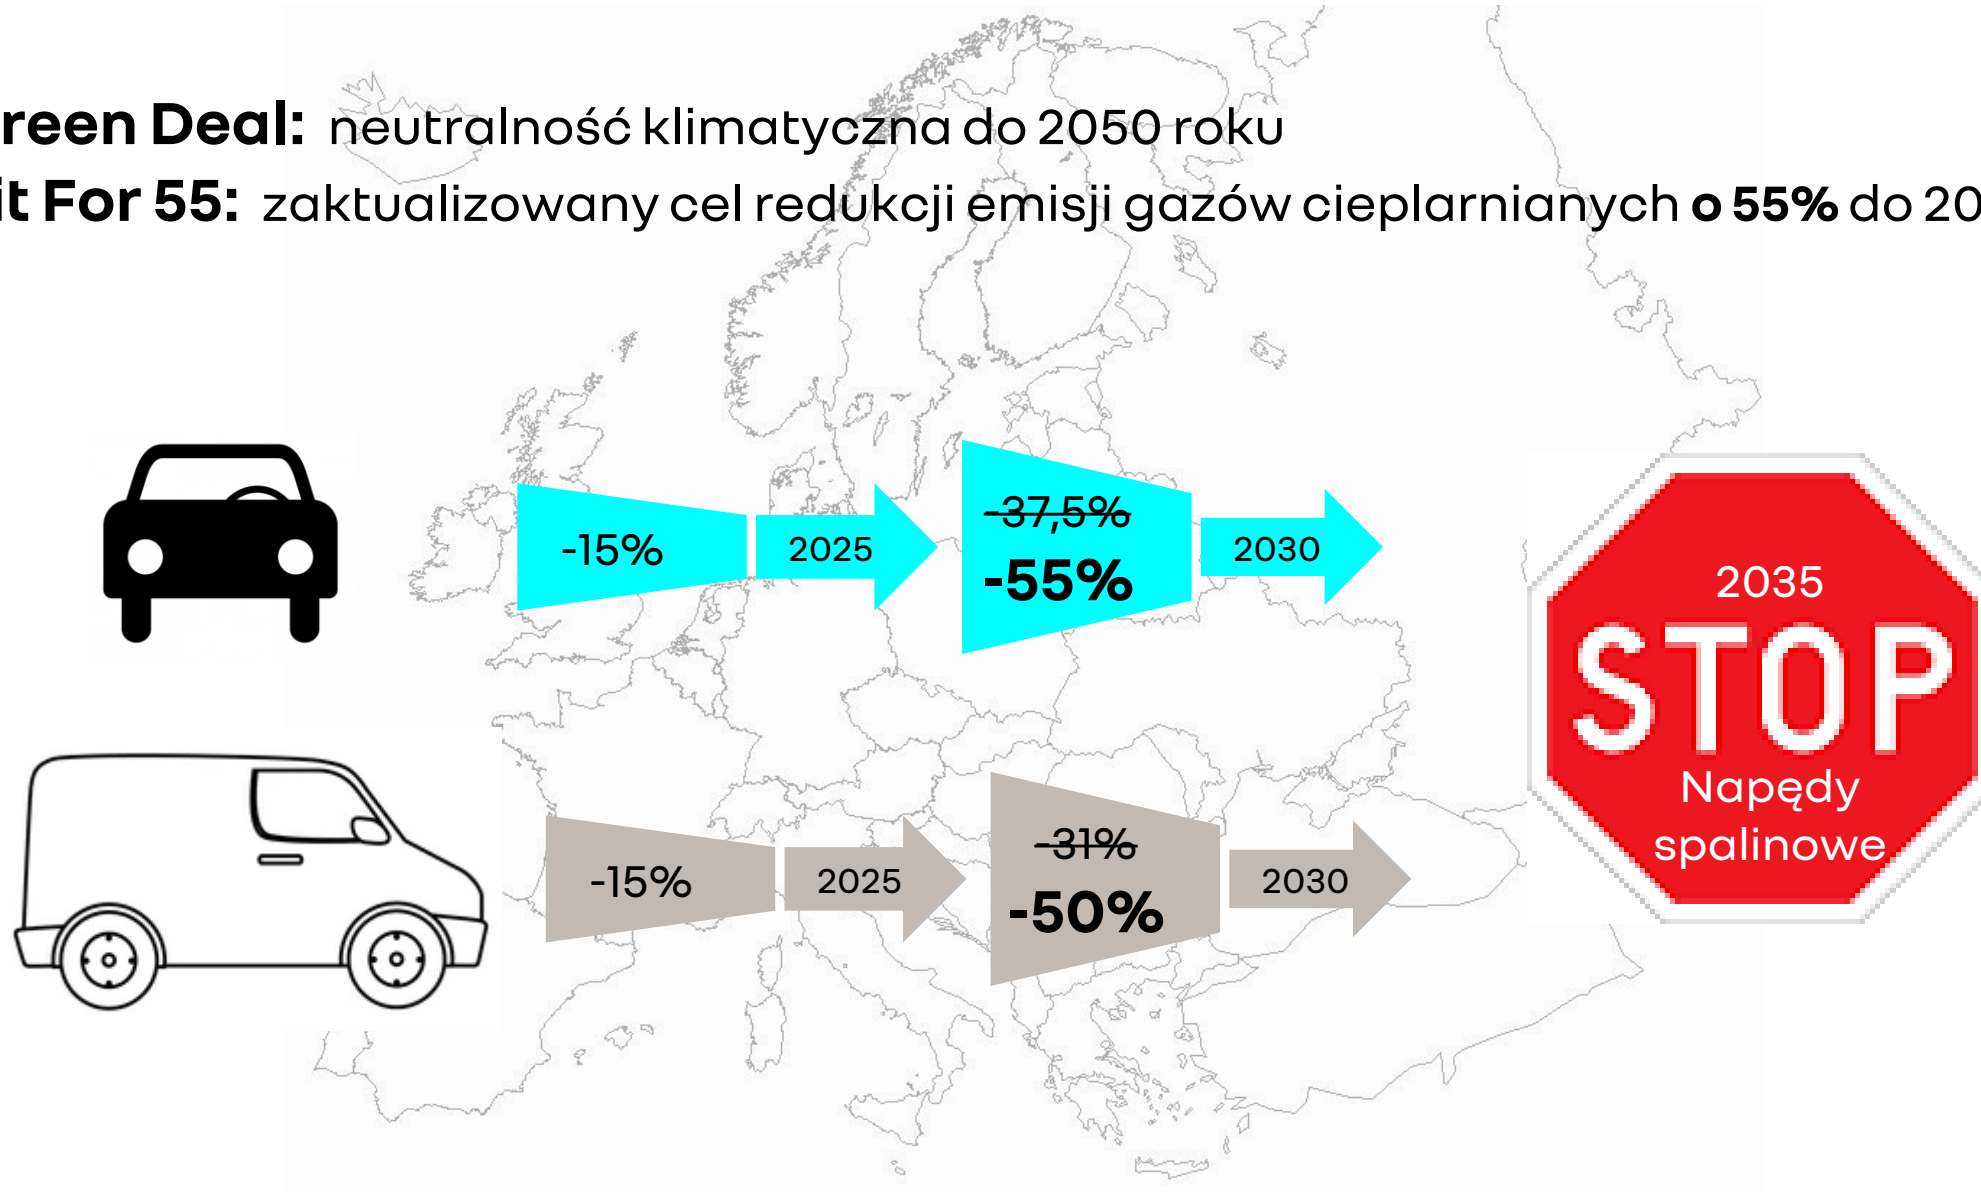 reen Deal: neutralność klimatyczna do 2050 roku
it For 55: zaktualizowany cel redukcji emisji gazów cieplarnianych o 55% do 20
-15%
2025
-37,5%
-55%
2030
2035
STOP
Napędy
spalinowe
-15%
2025
-31%
-50%
2030